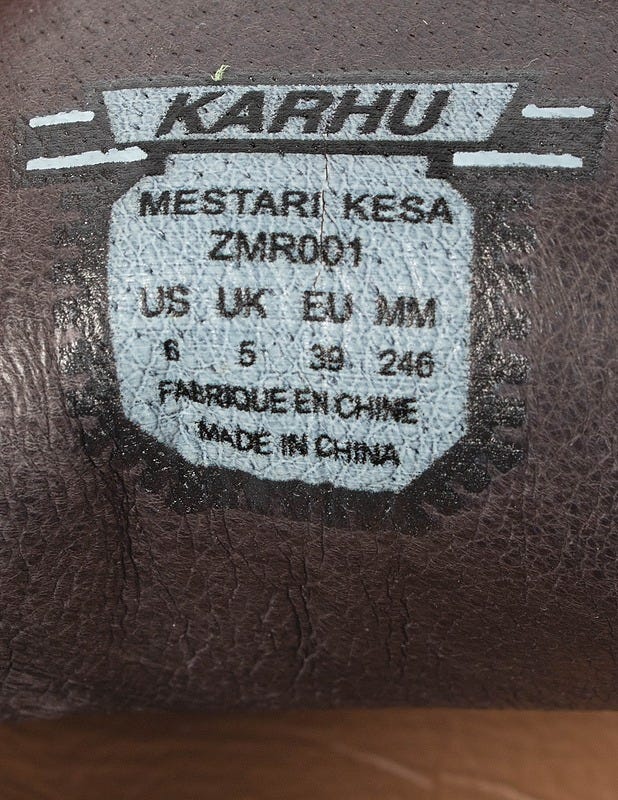 KARHU
MESTARI KESA
ZMR001
US UK EU MM
6 5 39 246
FABRIQUE EN CHINE
MADE IN CHINA